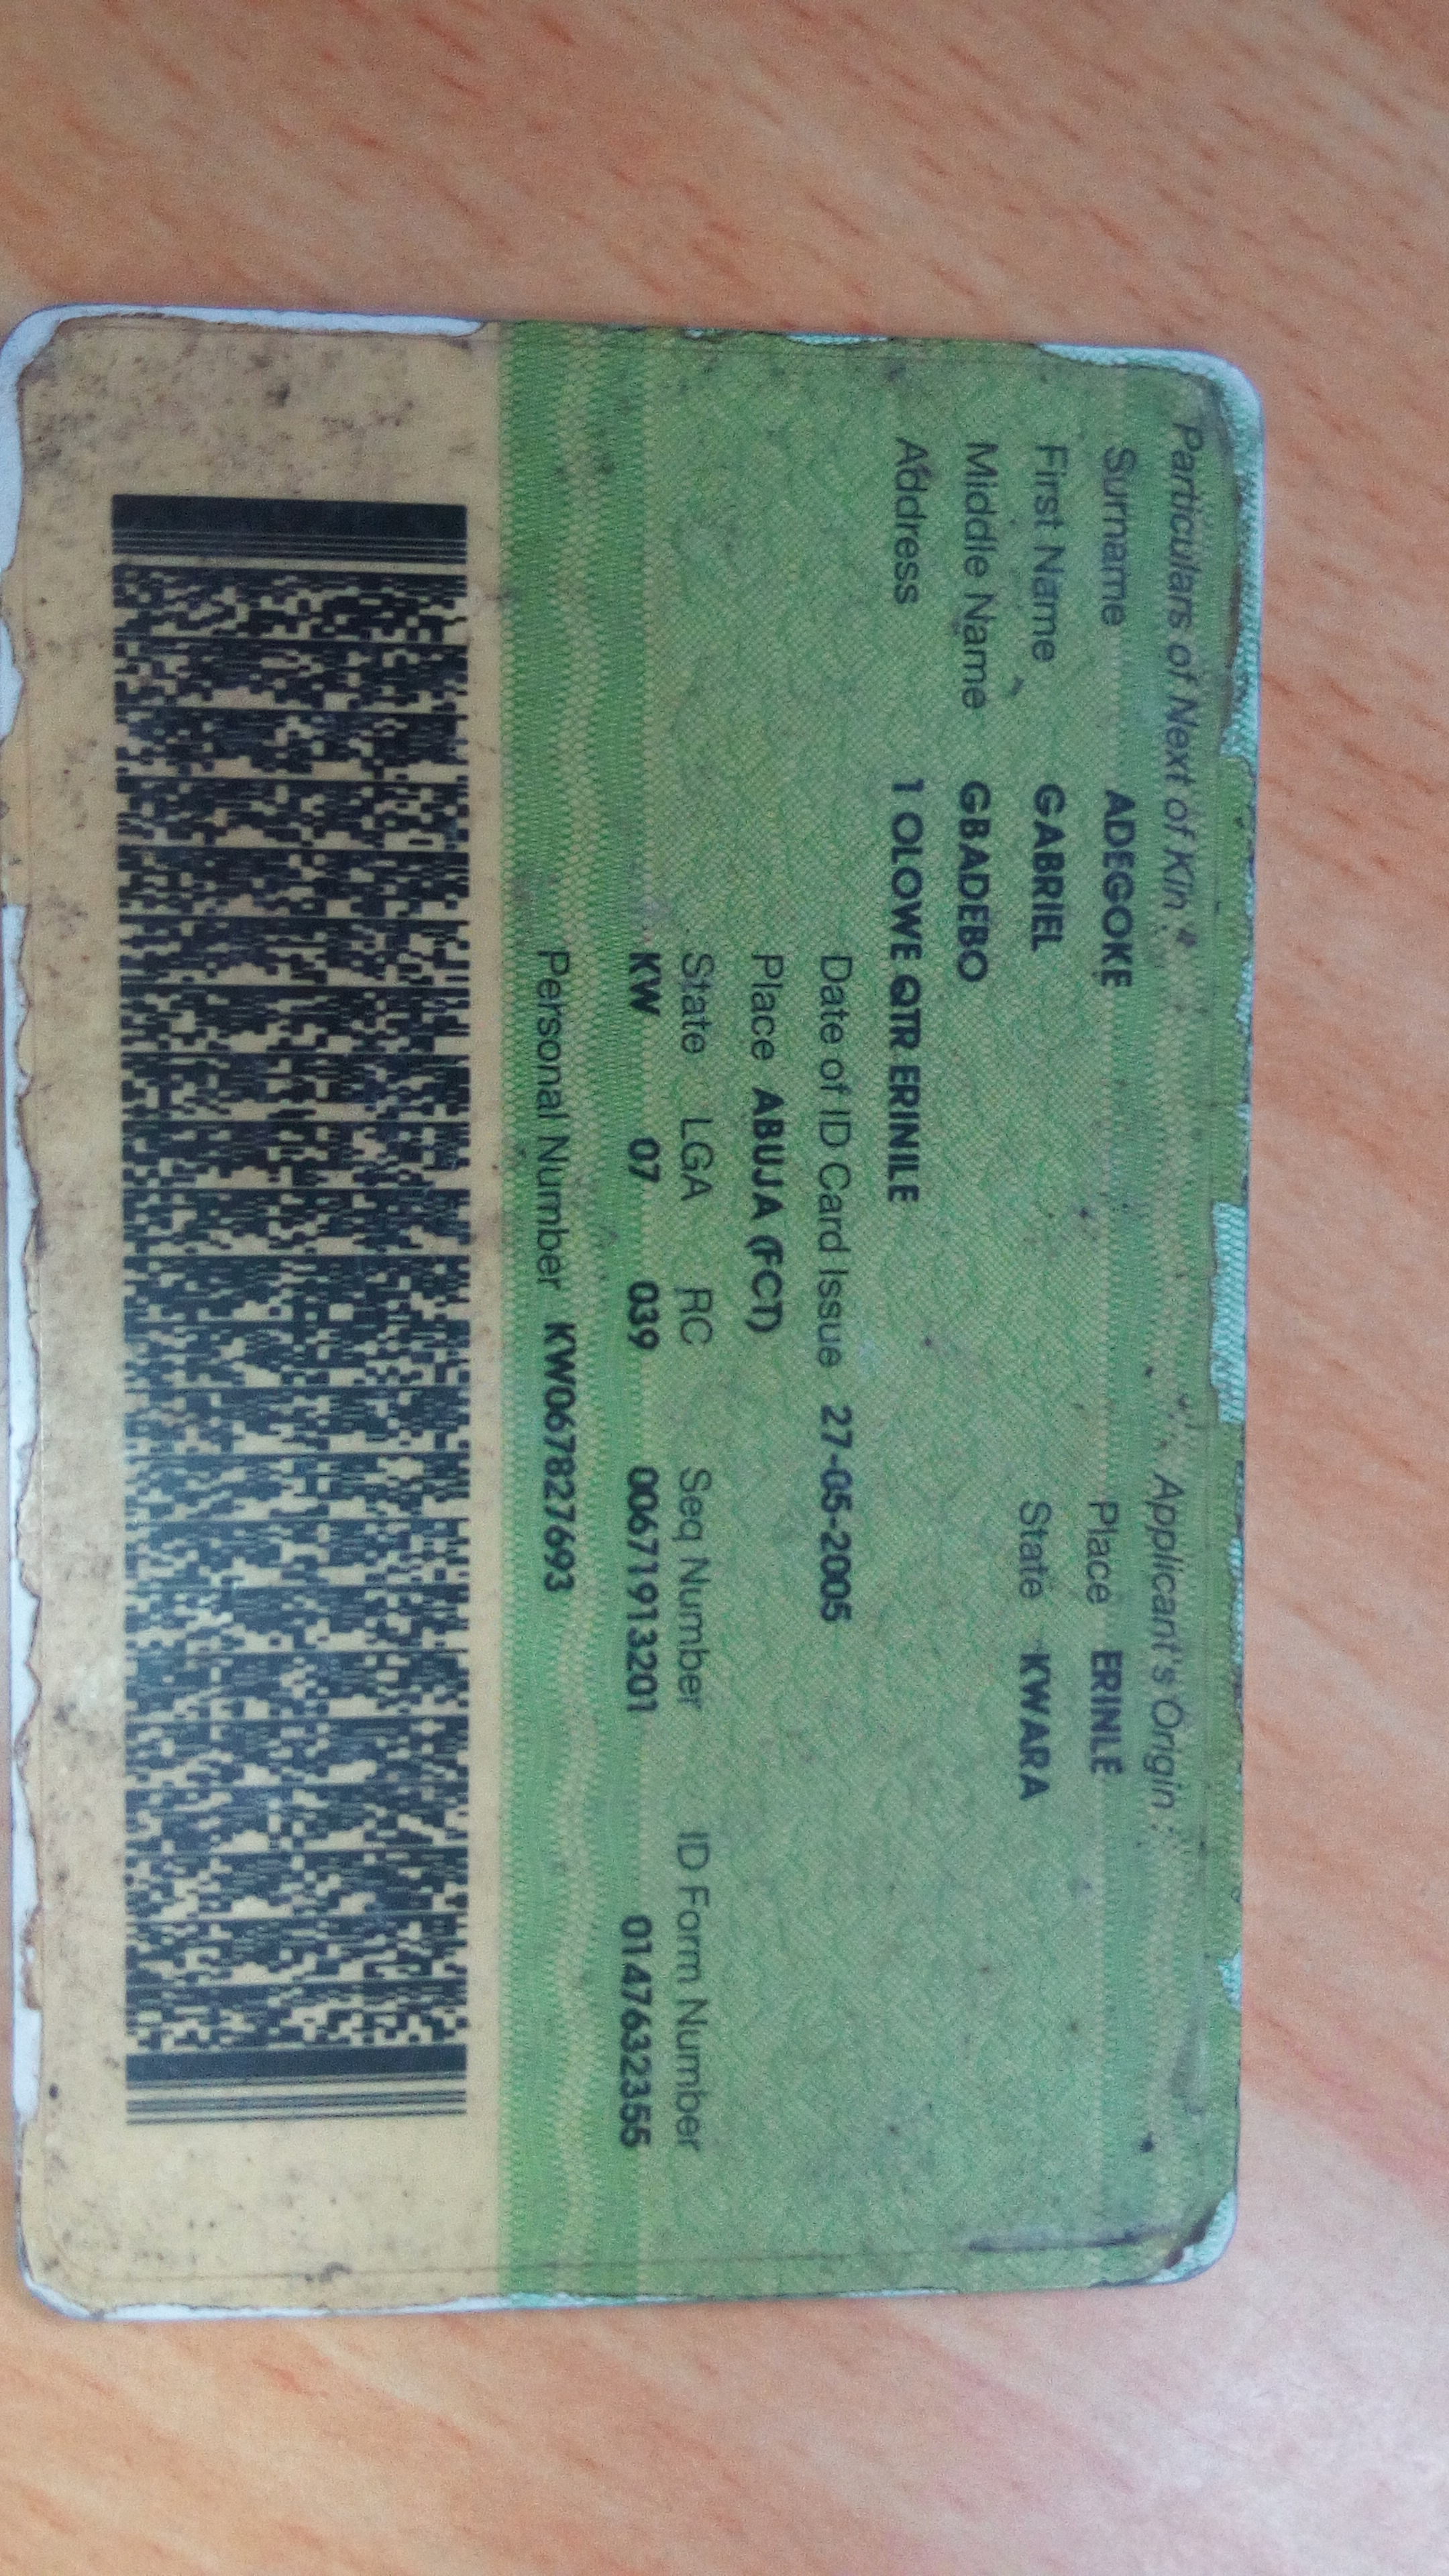 Particulars of Next of Kin : Applicant's Origin :
Surname ADEGOKE Place ERINLE
First Name GABRIEL State KWARA
Middle Name GBADEBO
Address 1 OLOWE QTR ERINILE
Date of ID Card Issue 27-05-2005
Place ABUJA (FCT)
State LGA RC Seq Number ID Form Number
KW 07 039 00671913201 0147632355
Personal Number KW0678827693